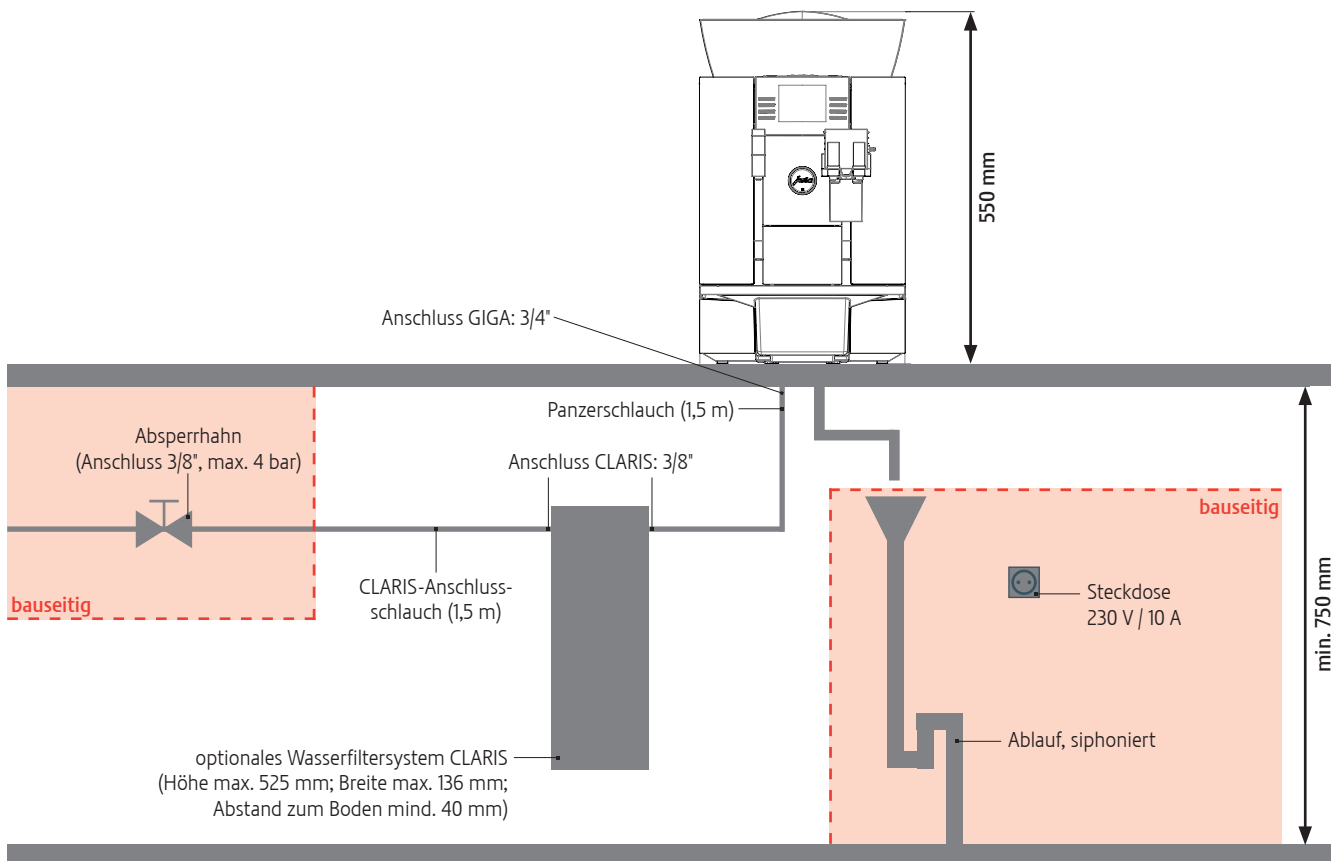 550 mm
jura
Anschluss GIGA: 3/4"
Panzerschlauch (1,5 m)
Absperrhahn
(Anschluss 3/8", max. 4 bar)
Anschluss CLARIS: 3/8"
bauseitig
CLARIS-Anschluss-
schlauch (1,5 m)
bauseitig
Steckdose
230 V / 10 A
min. 750 mm
Ablauf, siphoniert
optionales Wasserfiltersystem CLARIS
(Höhe max. 525 mm; Breite max. 136 mm;
Abstand zum Boden mind. 40 mm)